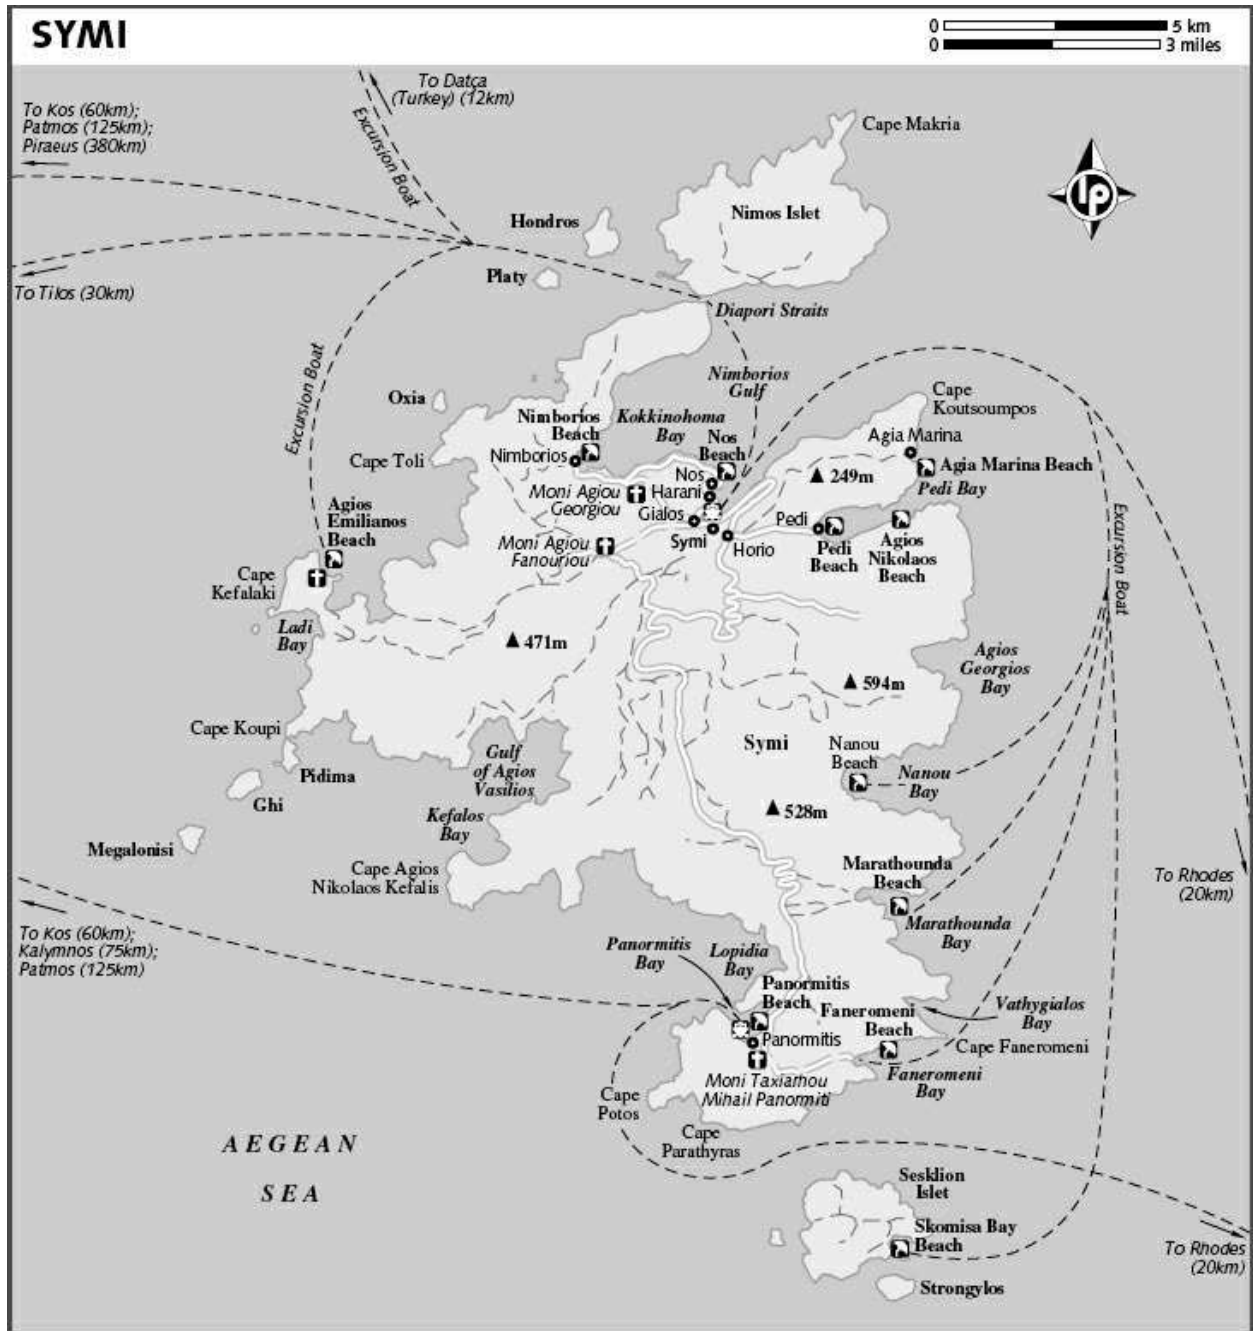 SYMI
0 5 km
0 3 miles
To Datça
(Turkey) (12km)
To Kos (60km);
Patmos (125km);
Piraeus (380km)
Excursion Boat
Cape Makria
lp
Nimos Islet
Hondros
Platy
To Tilos (30km)
Diapori Straits
Excursion Boat
Nimborios
Gulf
Oxia
Cape
Koutsoumpos
Nimborios
Beach
Kokkinohoma
Bay
Nos
Beach
Agia Marina
Cape Toli
Nimborios
Agia Marina Beach
Nos
249m
Moni Agiou
Georgiou
Harani
Pedi Bay
Agios
Emilianos
Beach
Gialos
Pedi
Excursion Boat
Moni Agiou
Fanouriou
Symi
Horio
Pedi
Beach
Agios
Nikolaos
Beach
Cape
Kefalaki
Ladi
Bay
471m
Agios
Georgios
Bay
594m
Cape Koupi
Symi
Nanou
Beach
Gulf
of Agios
Vasilios
Pidima
Nanou
Bay
Ghi
Kefalos
Bay
528m
Megalonisi
Cape Agios
Nikolaos Kefalis
Marathounda
Beach
To Rhodes
(20km)
To Kos (60km);
Kalymnos (75km);
Patmos (125km)
Marathounda
Bay
Panormitis
Bay
Lopidia
Bay
Panormitis
Beach
Faneromeni
Beach
Vathygialos
Bay
Panormitis
Cape Faneromeni
Moni Taxiarhou
Mihail Panormiti
Faneromeni
Bay
Cape
Potos
Cape
Parathyras
AEGEAN
SEA
Sesklion
Islet
Skomisa Bay
Beach
To Rhodes
(20km)
Strongylos